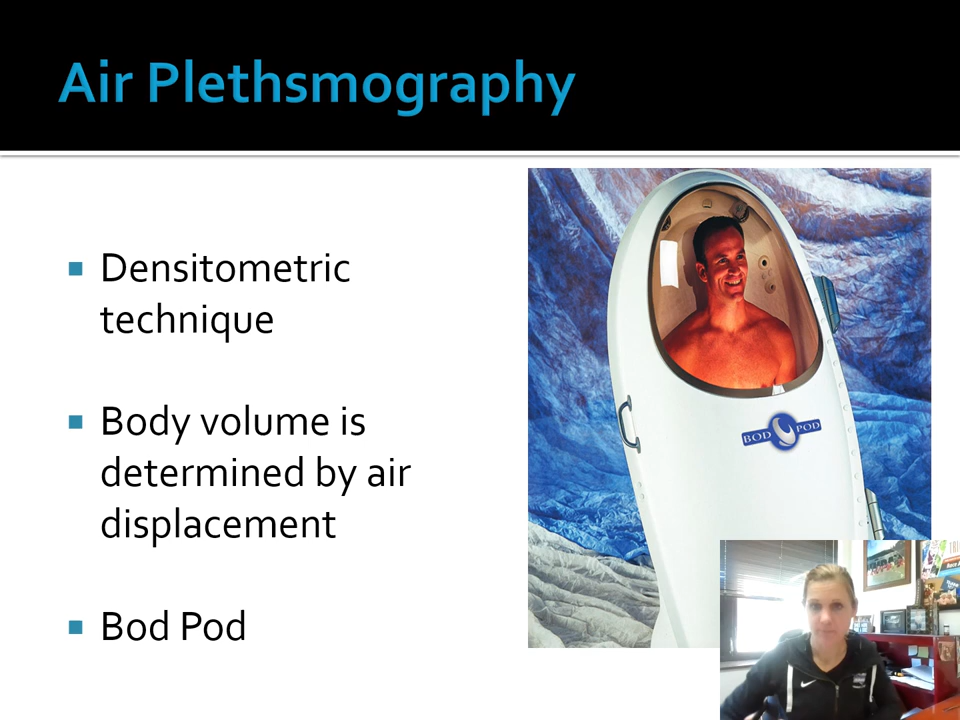 Air Plethsmography
Densitometric
technique
Body volume is
determined by air
displacement
Bod Pod
BOD POD